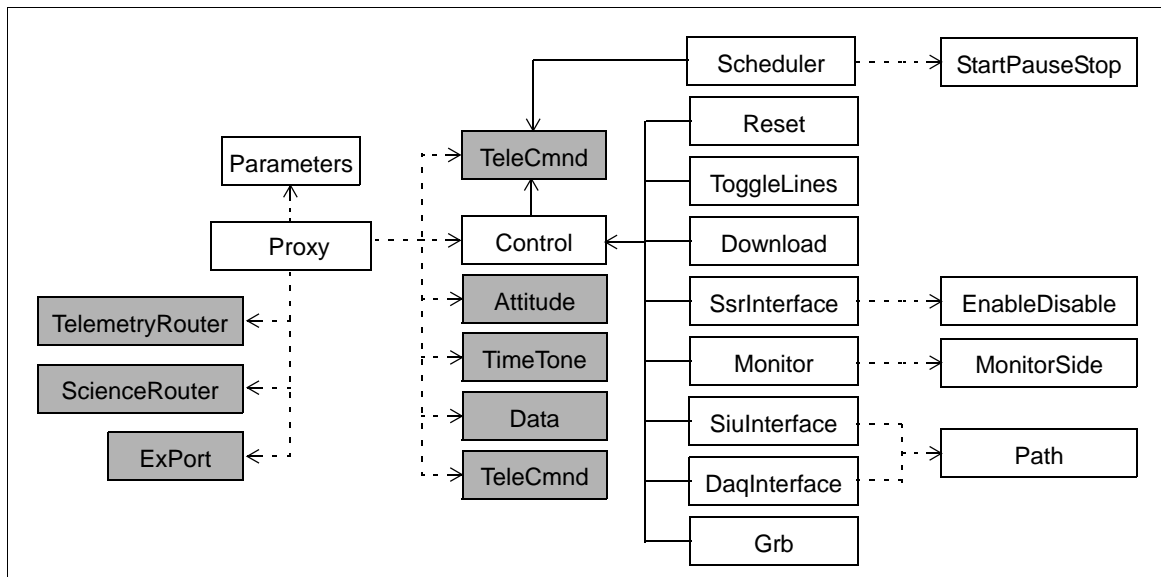 Scheduler
StartPauseStop
Reset
TeleCmnd
Parameters
ToggleLines
Proxy
Control
Download
TelemetryRouter
Attitude
SsrInterface
EnableDisable
TimeTone
Monitor
MonitorSide
ScienceRouter
Data
SiuInterface
Path
ExPort
TeleCmnd
DaqInterface
Grb